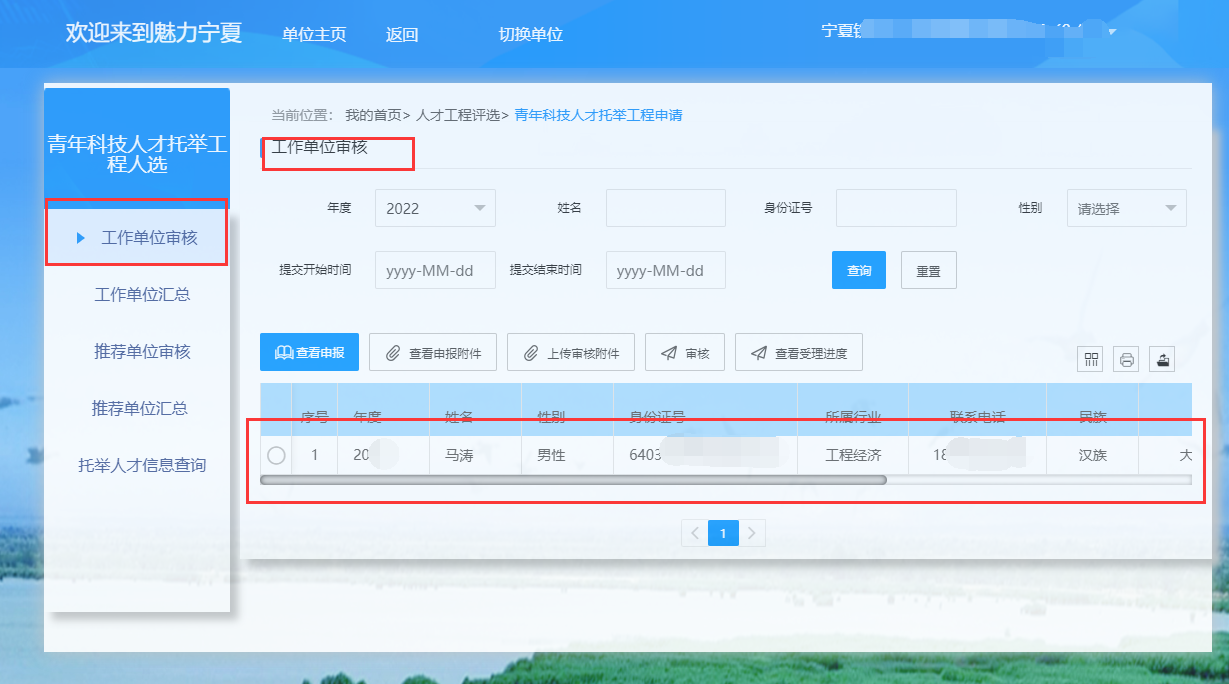 欢迎来到魅力宁夏 单位主页 返回 切换单位 宁夏
青年科技人才托举工
程人选
工作单位审核
工作单位汇总
推荐单位审核
推荐单位汇总
托举人才信息查询
当前位置: 我的首页> 人才工程评选> 青年科技人才托举工程申请
工作单位审核
年度 2022 姓名 身份证号 性别 请选择
提交开始时间 yyyy-MM-dd 提交结束时间 yyyy-MM-dd 查询 重置
查看申报 查看申报附件 上传审核附件 审核 查看受理进度
序号 年度 姓名 性别 身份证号 所属行业 联系电话 民族
1 20 马涛 男性 6403 工程经济 18 汉族 大
1